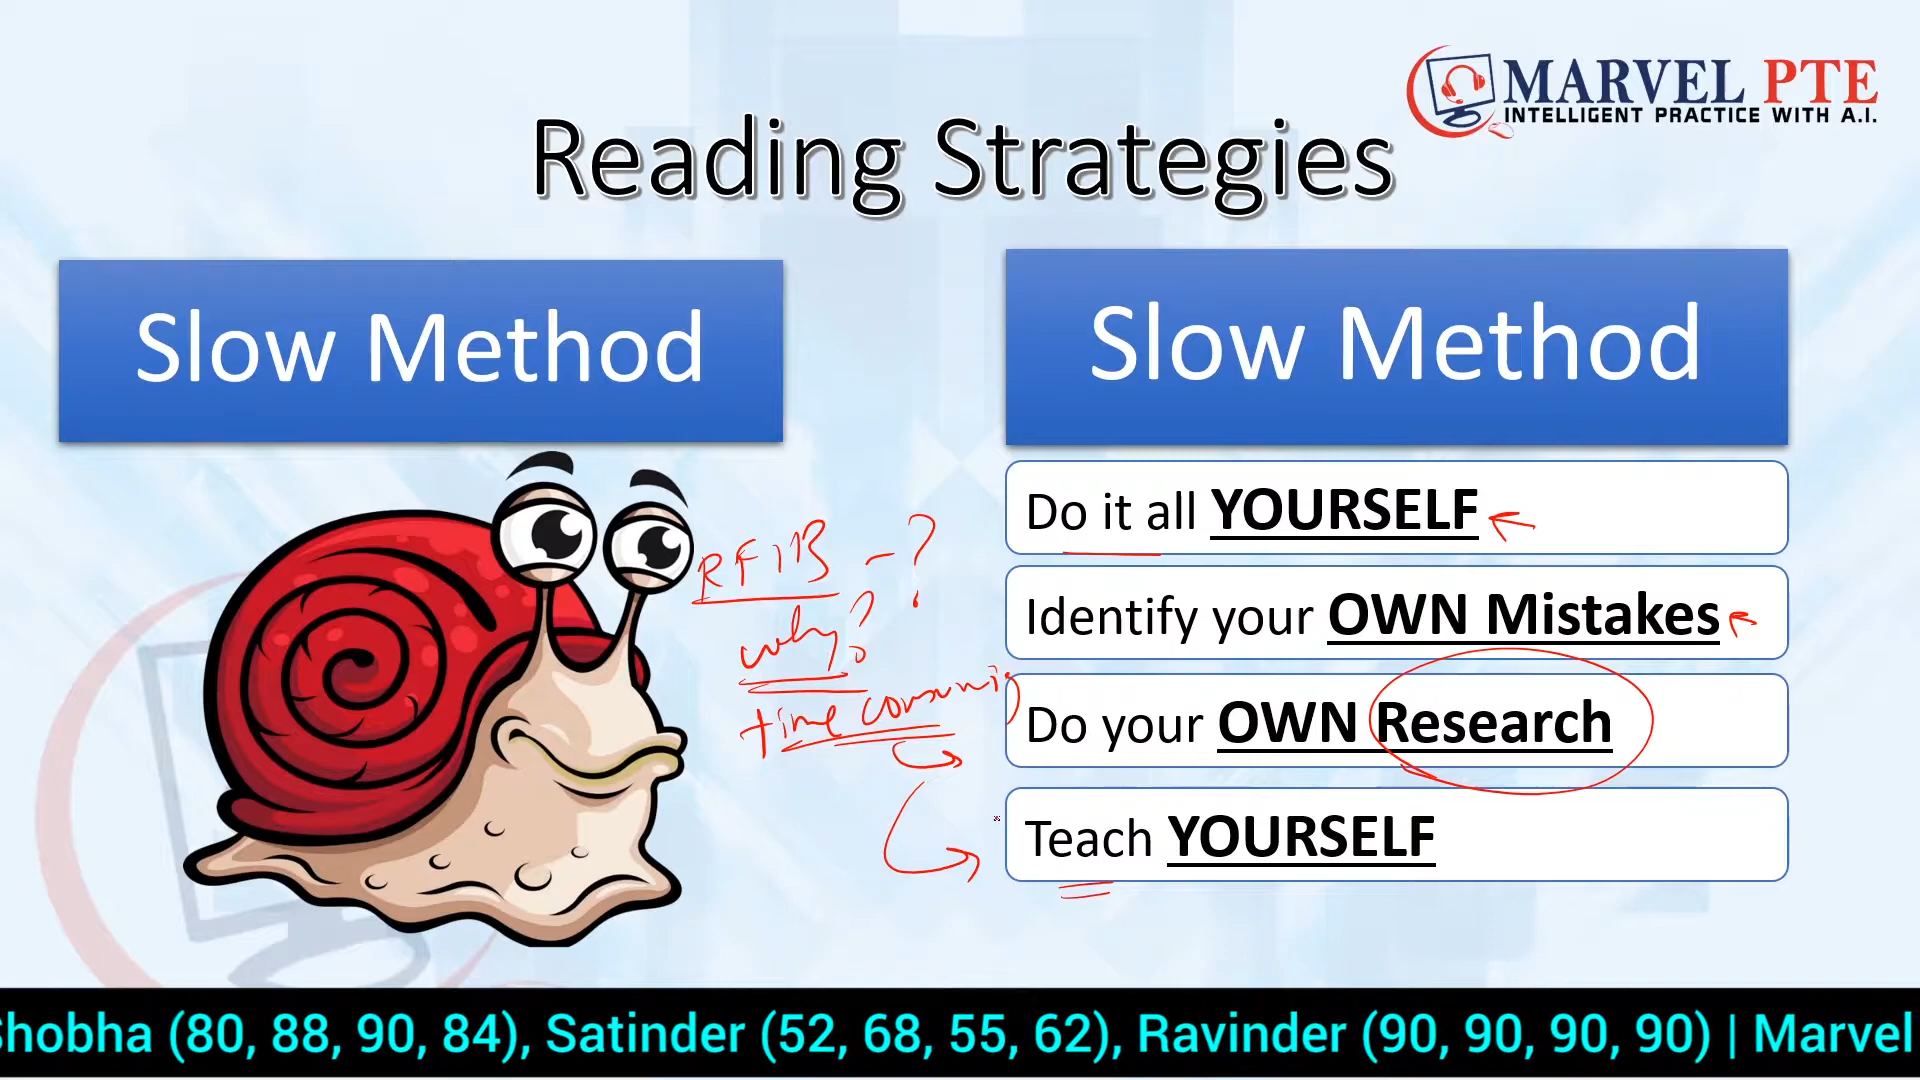 MARVEL PTE
INTELLIGENT PRACTICE WITH A.I.
Reading Strategies
Slow Method
Slow Method
Do it all YOURSELF
Identify your OWN Mistakes
Do your OWN Research
Teach YOURSELF
RFIB - ?
why?
time consuming
Shobha (80, 88, 90, 84), Satinder (52, 68, 55, 62), Ravinder (90, 90, 90, 90) | Marvel